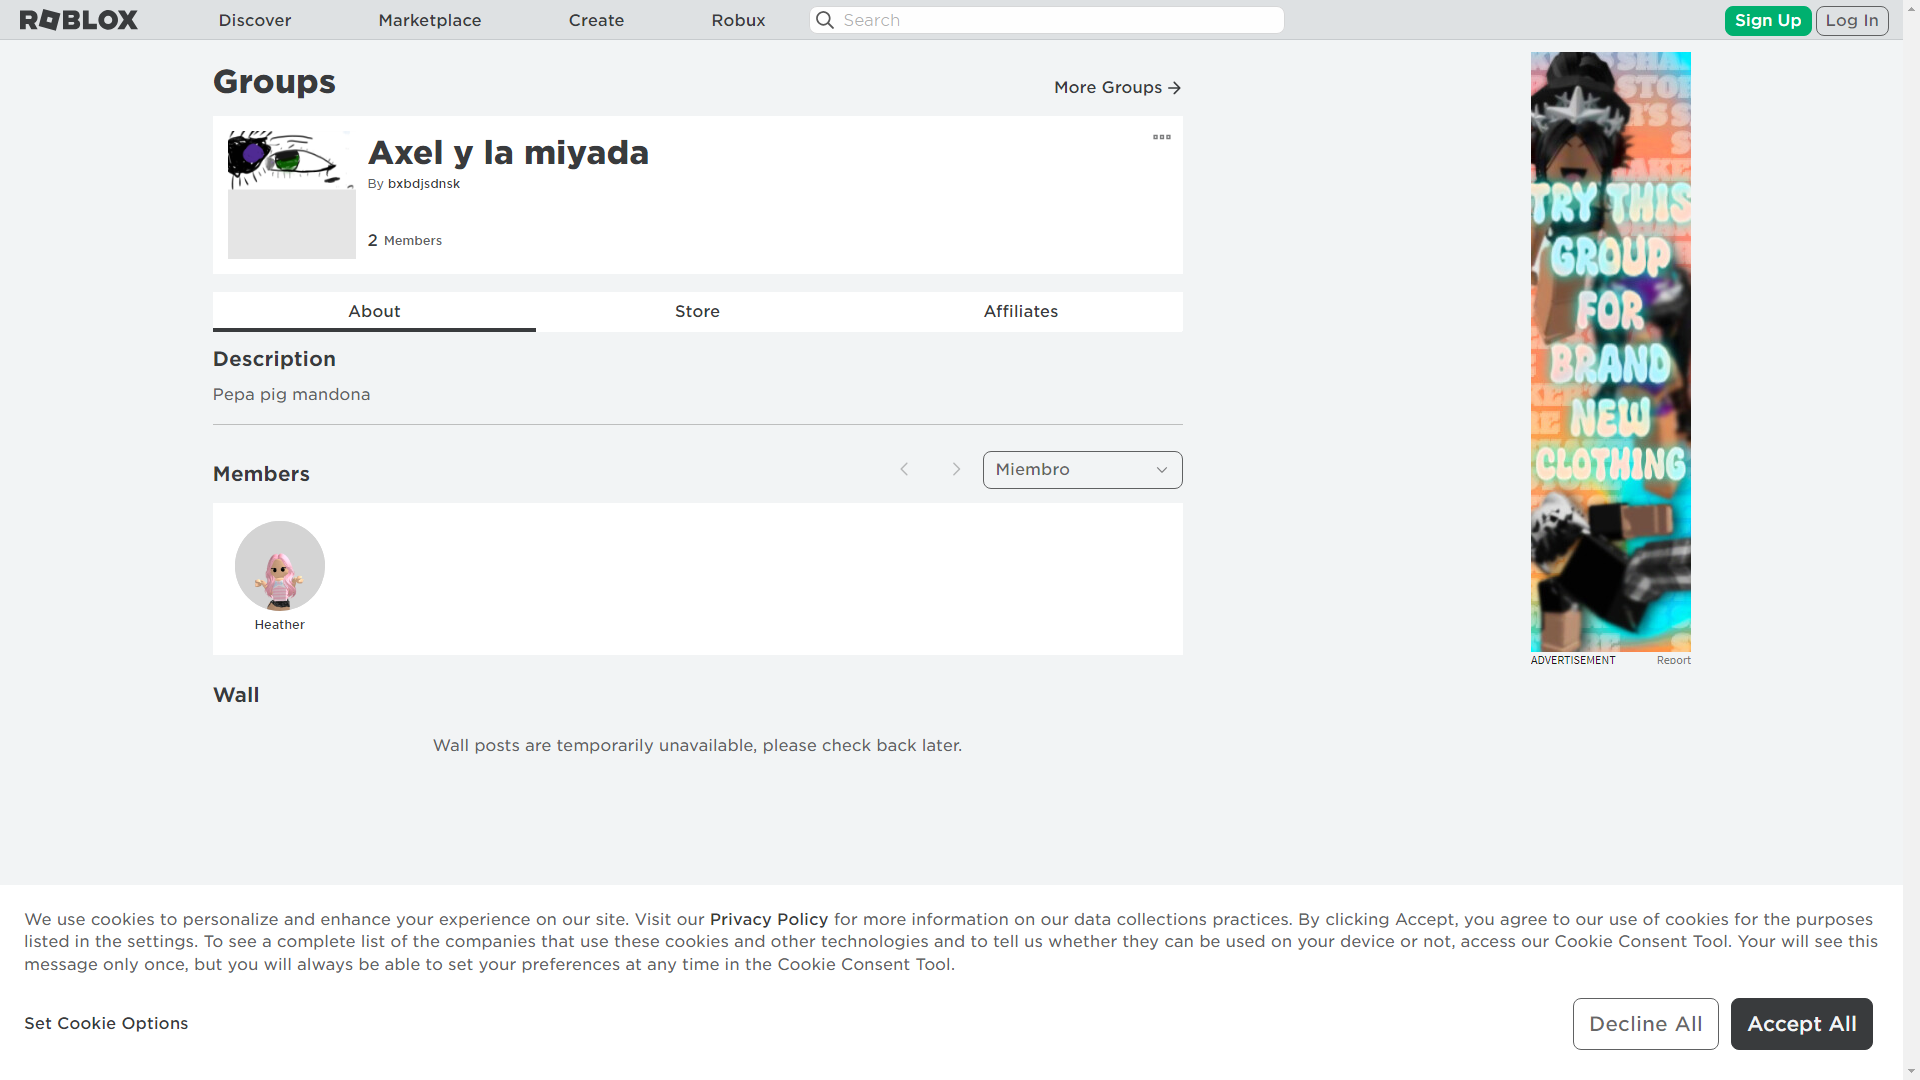 ROBLOX
Discover
Marketplace
Create
Robux
Search
Sign Up
Log In
Groups
More Groups
Axel y la miyada
By bxbdjsdnsk
2 Members
About
Store
Affiliates
Description
Pepa pig mandona
Members
Miembro
Heather
Wall
Wall posts are temporarily unavailable, please check back later.
TRY THIS
GROUP
FOR
BRAND
NEW
CLOTHING
ADVERTISEMENT
Report
We use cookies to personalize and enhance your experience on our site. Visit our Privacy Policy for more information on our data collections practices. By clicking Accept, you agree to our use of cookies for the purposes
listed in the settings. To see a complete list of the companies that use these cookies and other technologies and to tell us whether they can be used on your device or not, access our Cookie Consent Tool. Your will see this
message only once, but you will always be able to set your preferences at any time in the Cookie Consent Tool.
Set Cookie Options
Decline All
Accept All